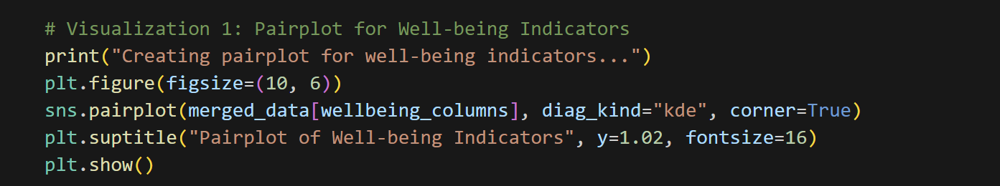 # Visualization 1: Pairplot for Well-being Indicators
print("Creating pairplot for well-being indicators...")
plt.figure(figsize=(10, 6))
sns.pairplot(merged_data[wellbeing_columns], diag_kind="kde", corner=True)
plt.suptitle("Pairplot of Well-being Indicators", y=1.02, fontsize=16)
plt.show()